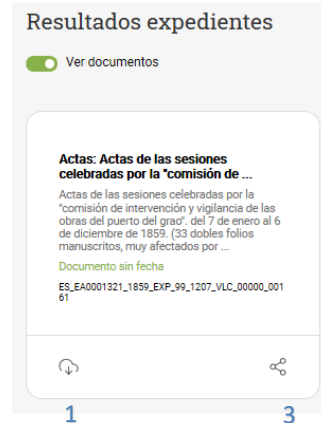 Resultados expedientes
Ver documentos
Actas: Actas de las sesiones
celebradas por la "comisión de ...
Actas de las sesiones celebradas por la
"comisión de intervención y vigilancia de las
obras del puerto del grao". del 7 de enero al 6
de diciembre de 1859. (33 dobles folios
manuscritos, muy afectados por ...
Documento sin fecha
ES_EA0001321_1859_EXP_99_1207_VLC_00000_001
61
1 3